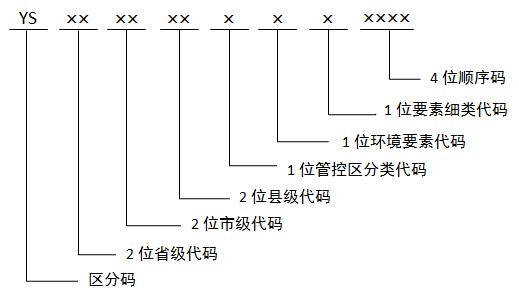 YS ×× ×× ×× × × × ××××
4 位顺序码
1 位要素细类代码
1 位环境要素代码
1 位管控区分类代码
2 位县级代码
2 位市级代码
2 位省级代码
区分码